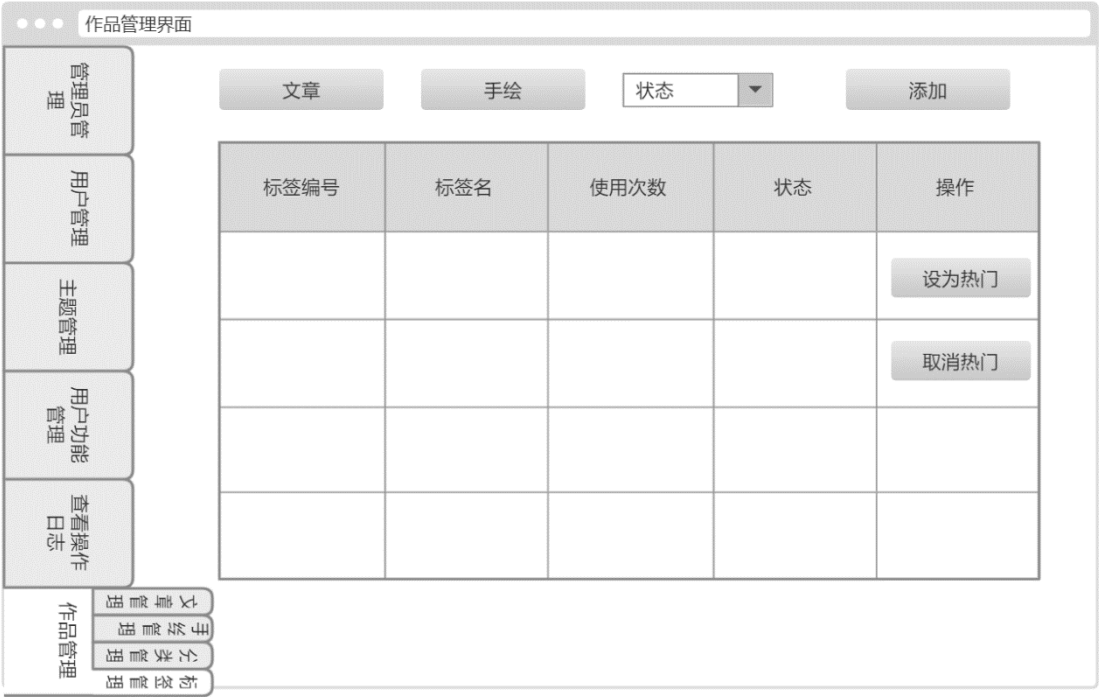 作品管理界面
管理员管
理
用户管理
主题管理
用户功能
管理
查看操作
日志
作品管理
文章管理
手绘管理
分类管理
标签管理
文章
手绘
状态
添加
标签编号
标签名
使用次数
状态
操作
设为热门
取消热门